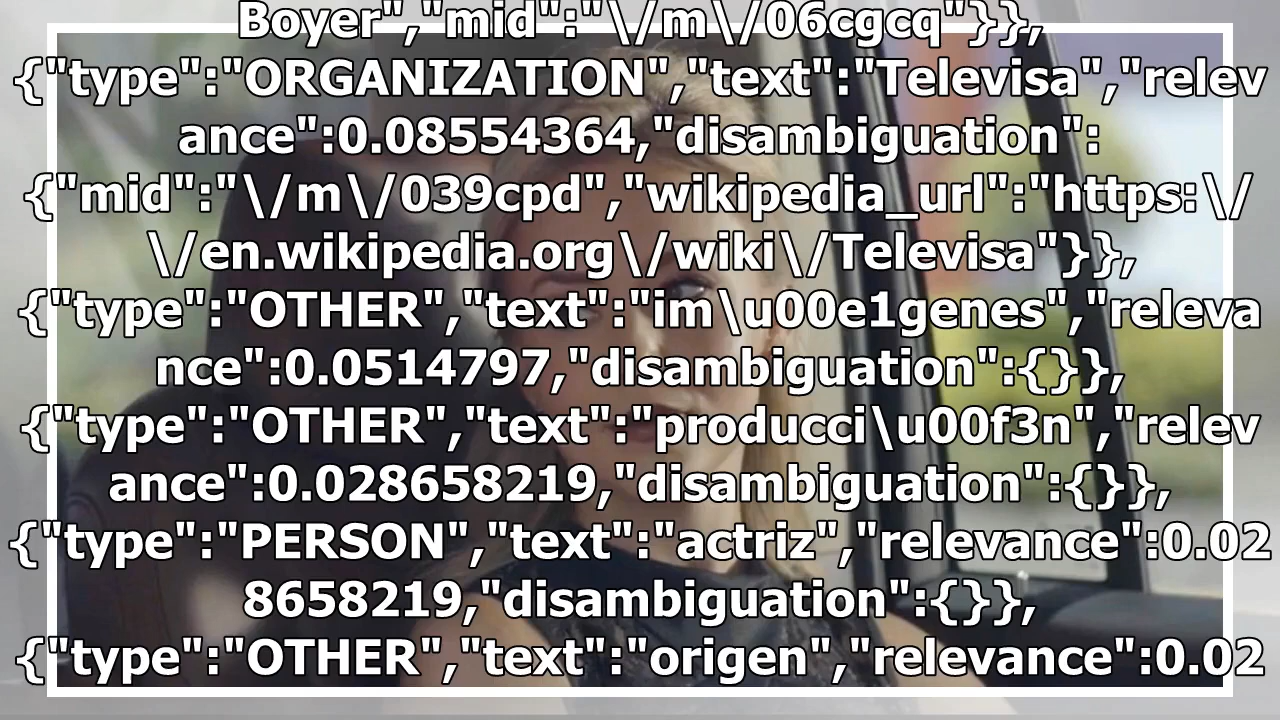 Boyer","mid":"\/m\/06cgcq"}},
{"type":"ORGANIZATION","text":"Televisa","relev
ance":0.08554364,"disambiguation":
{"mid":"\/m\/039cpd","wikipedia_url":"https:\/
\/en.wikipedia.org\/wiki\/Televisa"}},
{"type":"OTHER","text":"im\u00e1genes","releva
nce":0.0514797,"disambiguation":{}},
{"type":"OTHER","text":"producci\u00f3n","relev
ance":0.028658219,"disambiguation":{}},
{"type":"PERSON","text":"actriz","relevance":0.02
8658219,"disambiguation":{}},
{"type":"OTHER","text":"origen","relevance":0.02